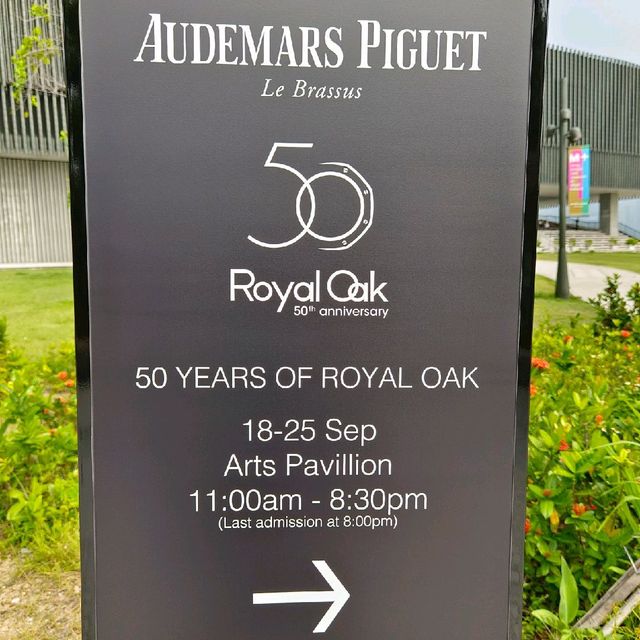 AUDEMARS PIGUET
Le Brassus
50
Royal Oak
50th anniversary
50 YEARS OF ROYAL OAK
18-25 Sep
Arts Pavillion
11:00am - 8:30pm
(Last admission at 8:00pm)